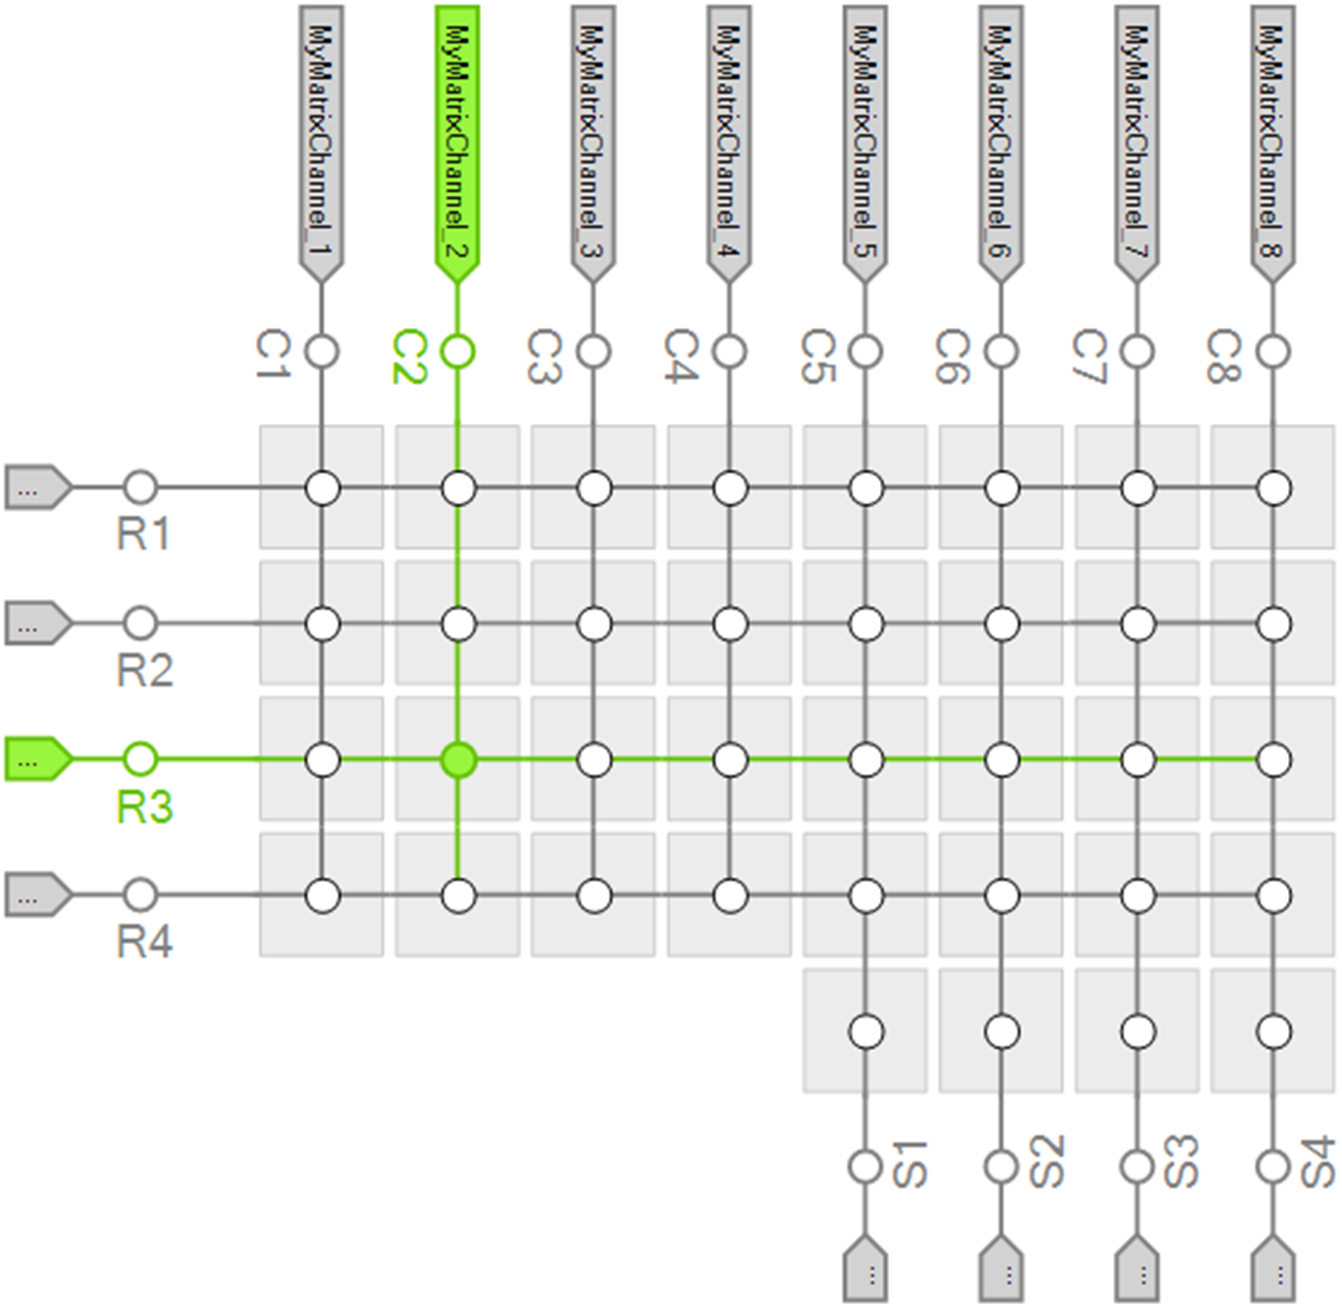 MyMatrixChannel_1
MyMatrixChannel_2
MyMatrixChannel_3
MyMatrixChannel_4
MyMatrixChannel_5
MyMatrixChannel_6
MyMatrixChannel_7
MyMatrixChannel_8
C1
C2
C3
C4
C5
C6
C7
C8
...
R1
...
R2
...
R3
...
R4
S1
S2
S3
S4
...
...
...
...